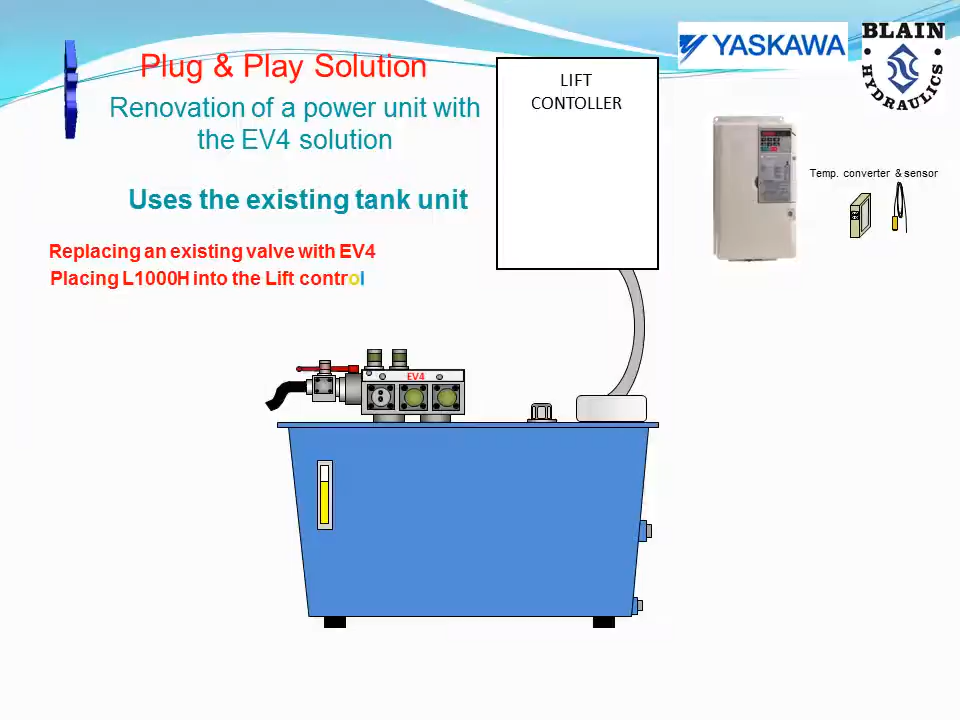 YASKAWA
BLAIN
HYDRAULICS
Plug & Play Solution
Renovation of a power unit with
the EV4 solution
LIFT
CONTOLLER
Temp. converter & sensor
Uses the existing tank unit
Replacing an existing valve with EV4
Placing L1000H into the Lift control
EV4